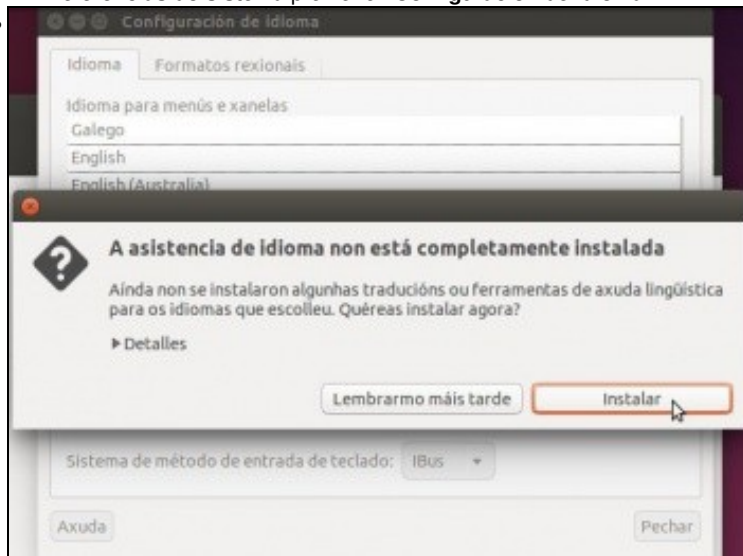 Configuración de idioma
Idioma Formatos rexionais
Idioma para menús e xanelas
Galego
English
English (Australia)
A asistencia de idioma non está completamente instalada
Aínda non se instalaron algunhas traducións ou ferramentas de axuda lingüística
para os idiomas que escolleu. Quéreas instalar agora?
Detalles
Lembrarmo máis tarde Instalar
Sistema de método de entrada de teclado: IBus
Axuda Pechar